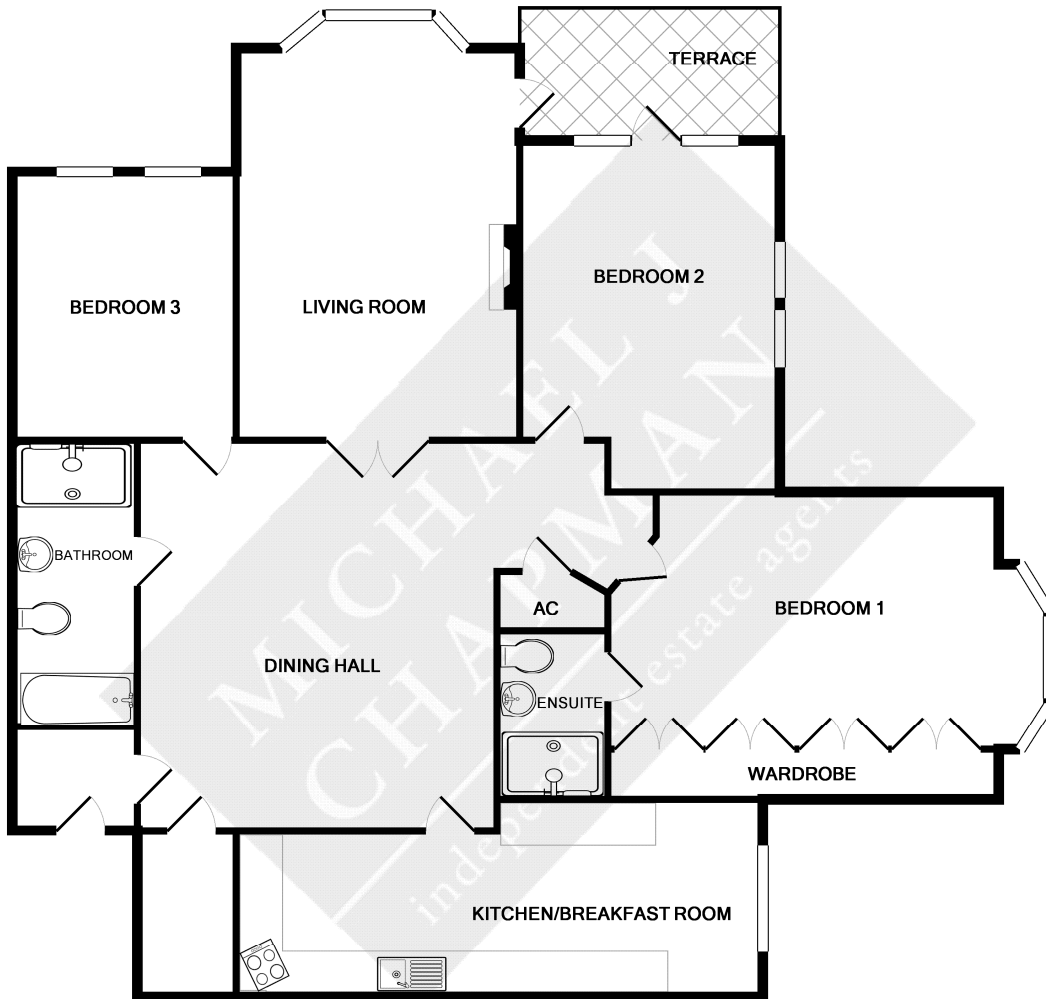 TERRACE
BEDROOM 2
BEDROOM 3
LIVING ROOM
BATHROOM
AC
BEDROOM 1
DINING HALL
ENSUITE
WARDROBE
KITCHEN/BREAKFAST ROOM
MICHAEL J
CHAPMAN
independent estate agents